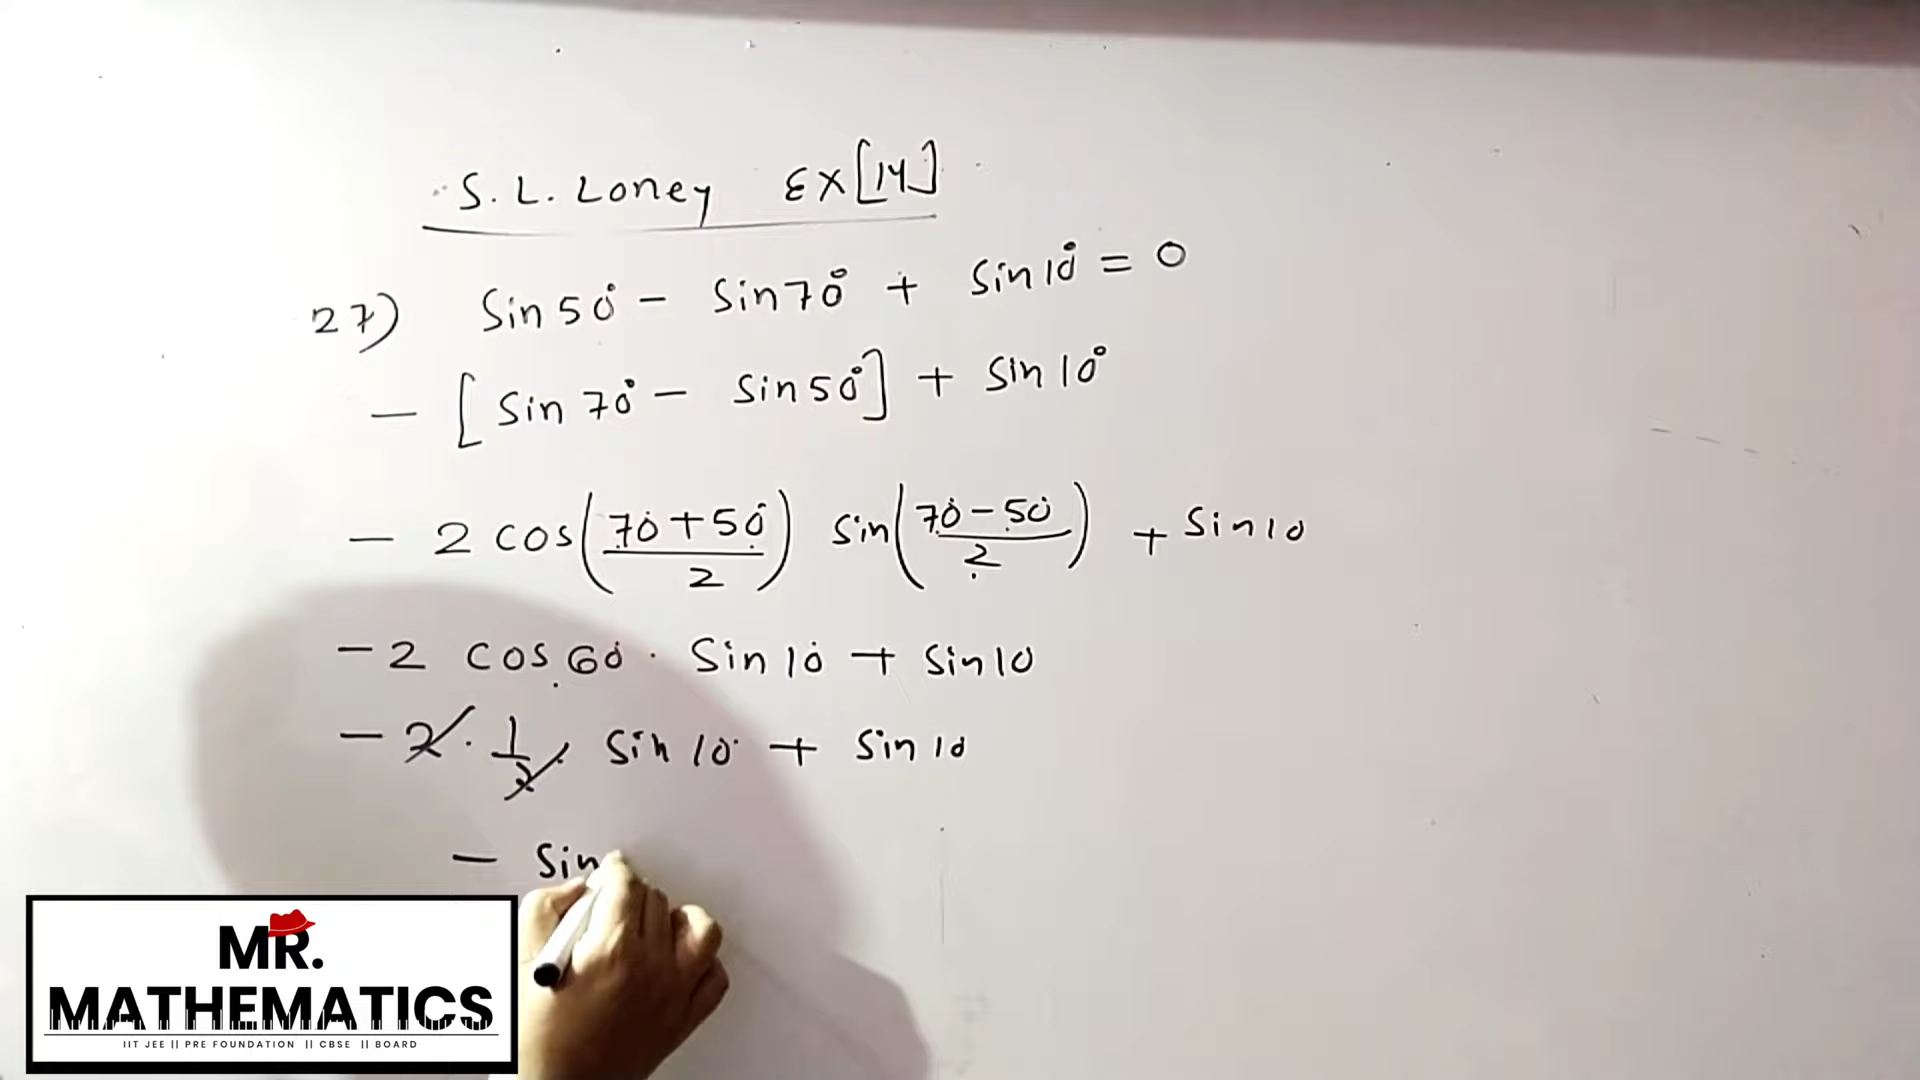 S. L. Loney EX[14]
27) Sin 50° – Sin 70° + Sin 10° = 0
– [Sin 70° – Sin 50°] + Sin 10°
– 2 cos(70°+50°/2) Sin(70°–50°/2) + Sin 10
–2 cos 60°. Sin 10° + Sin 10
– 2. 1/2. Sin 10° + Sin 10
– Sin
MR.
MATHEMATICS
IIT JEE || PRE FOUNDATION || CBSE || BOARD